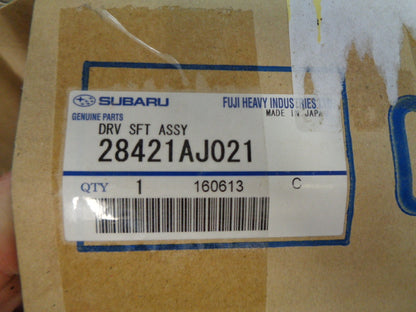 SUBARU FUJI HEAVY INDUSTRIES
GENUINE PARTS MADE IN JAPAN
DRV SFT ASSY
28421AJ021
QTY 1 160613 C